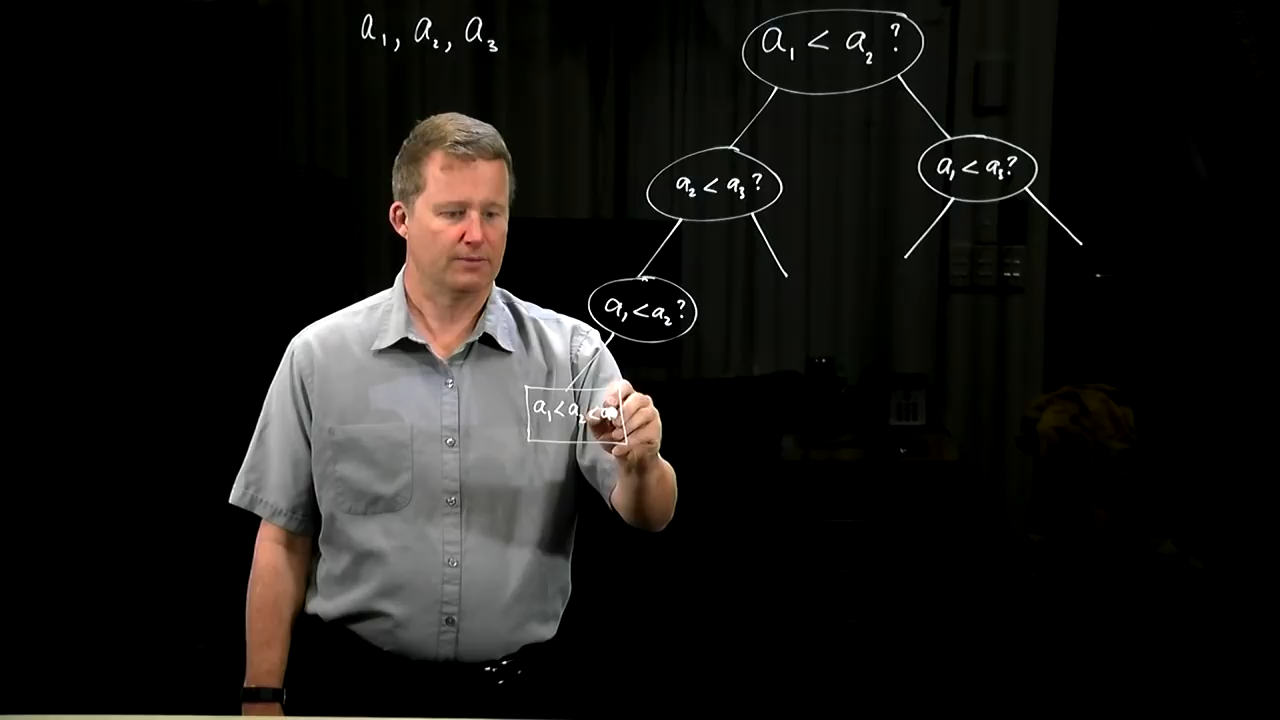 a₁, a₂, a₃
a₁ < a₂ ?
a₂ < a₃ ?
a₁ < a₃ ?
a₁ < a₂ ?
a₁ < a₂ <